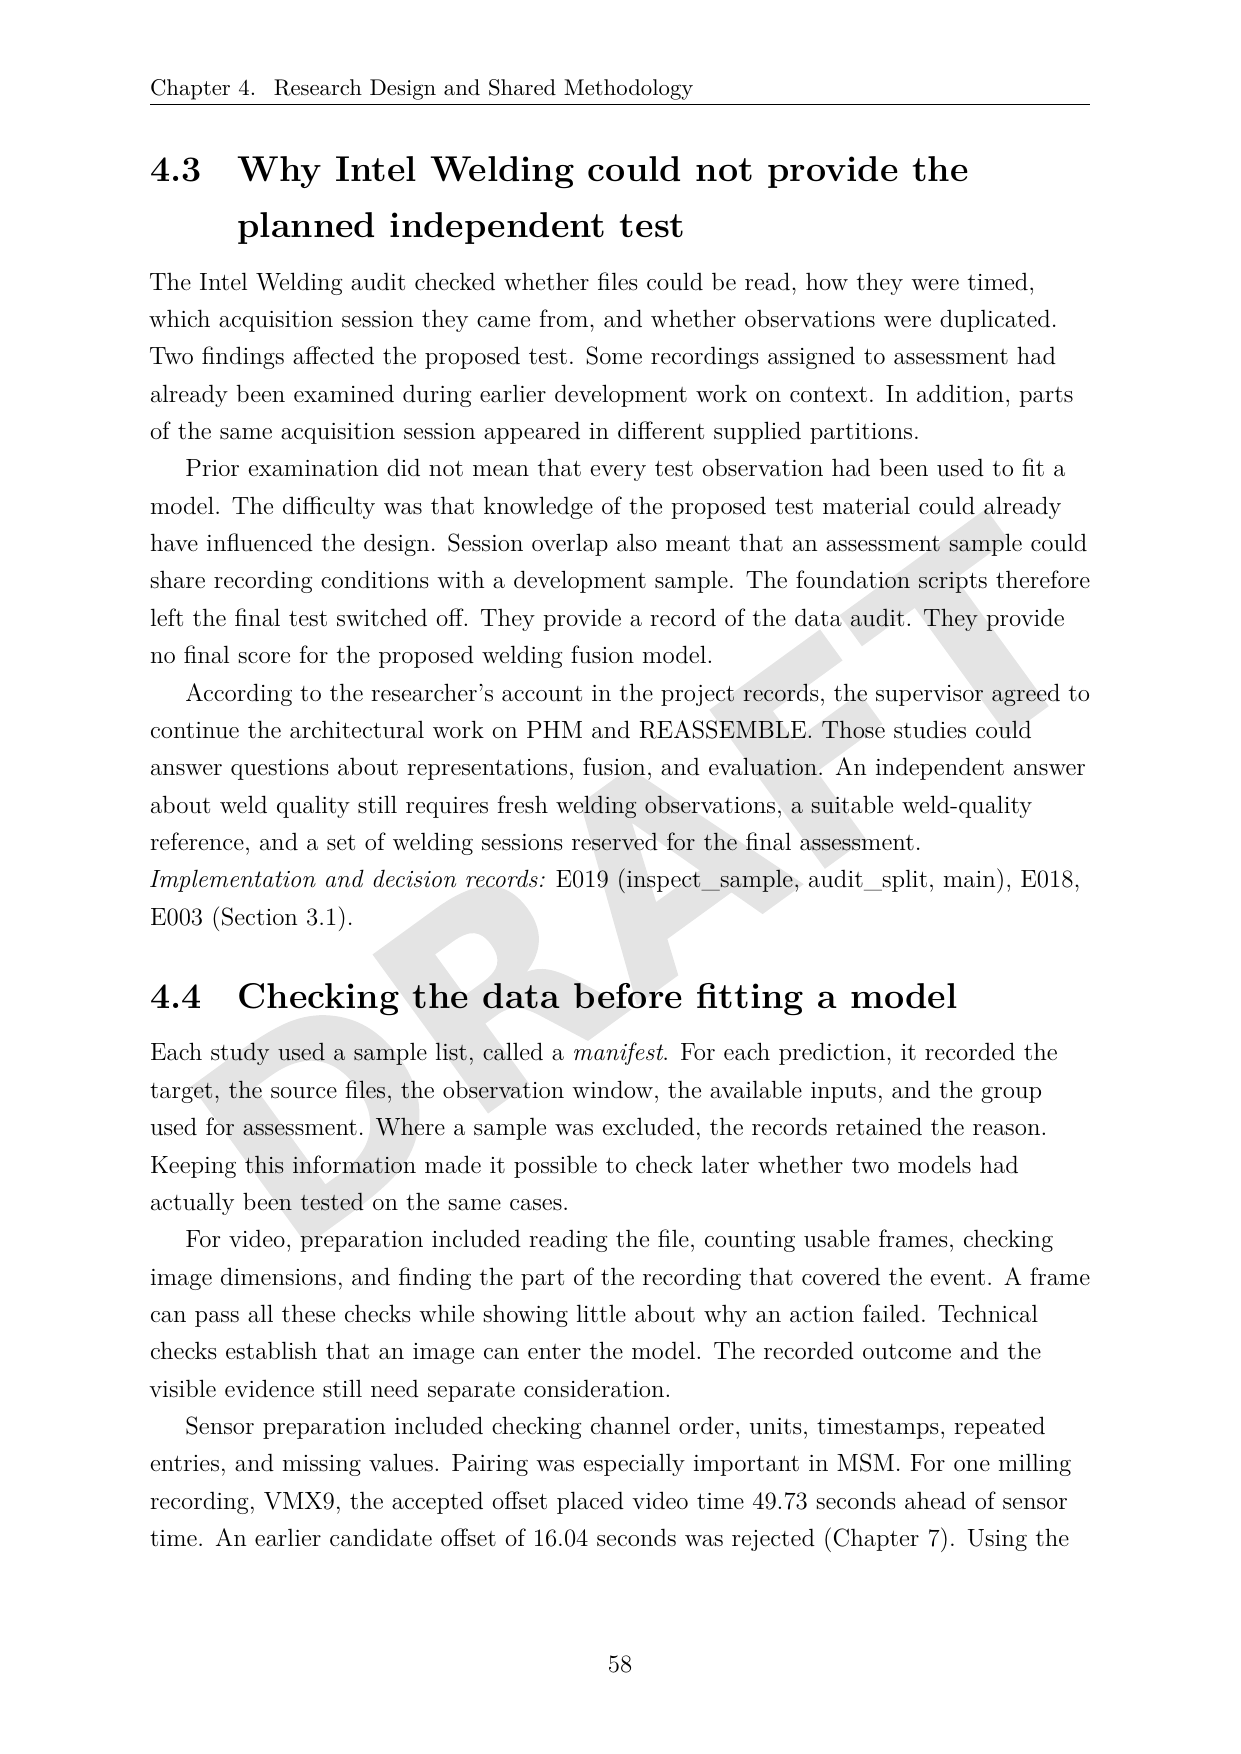 Chapter 4. Research Design and Shared Methodology
4.3 Why Intel Welding could not provide the
planned independent test
The Intel Welding audit checked whether files could be read, how they were timed,
which acquisition session they came from, and whether observations were duplicated.
Two findings affected the proposed test. Some recordings assigned to assessment had
already been examined during earlier development work on context. In addition, parts
of the same acquisition session appeared in different supplied partitions.
Prior examination did not mean that every test observation had been used to fit a
model. The difficulty was that knowledge of the proposed test material could already
have influenced the design. Session overlap also meant that an assessment sample could
share recording conditions with a development sample. The foundation scripts therefore
left the final test switched off. They provide a record of the data audit. They provide
no final score for the proposed welding fusion model.
According to the researcher's account in the project records, the supervisor agreed to
continue the architectural work on PHM and REASSEMBLE. Those studies could
answer questions about representations, fusion, and evaluation. An independent answer
about weld quality still requires fresh welding observations, a suitable weld-quality
reference, and a set of welding sessions reserved for the final assessment.
Implementation and decision records: E019 (inspect_sample, audit_split, main), E018,
E003 (Section 3.1).
4.4 Checking the data before fitting a model
Each study used a sample list, called a manifest. For each prediction, it recorded the
target, the source files, the observation window, the available inputs, and the group
used for assessment. Where a sample was excluded, the records retained the reason.
Keeping this information made it possible to check later whether two models had
actually been tested on the same cases.
For video, preparation included reading the file, counting usable frames, checking
image dimensions, and finding the part of the recording that covered the event. A frame
can pass all these checks while showing little about why an action failed. Technical
checks establish that an image can enter the model. The recorded outcome and the
visible evidence still need separate consideration.
Sensor preparation included checking channel order, units, timestamps, repeated
entries, and missing values. Pairing was especially important in MSM. For one milling
recording, VMX9, the accepted offset placed video time 49.73 seconds ahead of sensor
time. An earlier candidate offset of 16.04 seconds was rejected (Chapter 7). Using the
58
DRAFT